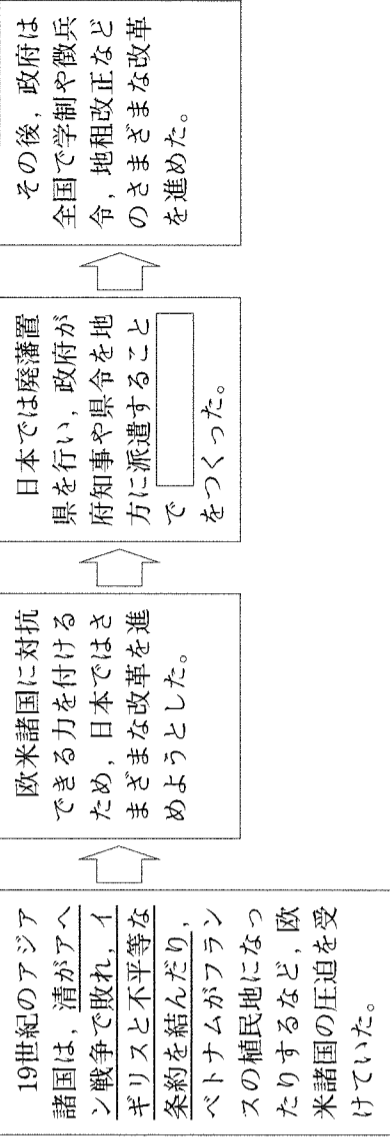 19世紀のアジア
諸国は，清がアヘ
ン戦争で敗れ，イ
ギリスと不平等な
条約を結んだり，
ベトナムがフラン
スの植民地になっ
たりするなど，欧
米諸国の圧迫を受
けていた。
欧米諸国に対抗
できる力を付ける
ため，日本ではさ
まざまな改革を進
めようとした。
日本では廃藩置
県を行い，政府が
府知事や県令を地
方に派遣すること
で
をつくった。
その後，政府は
全国で学制や徴兵
令，地租改正など
のさまざまな改革
を進めた。